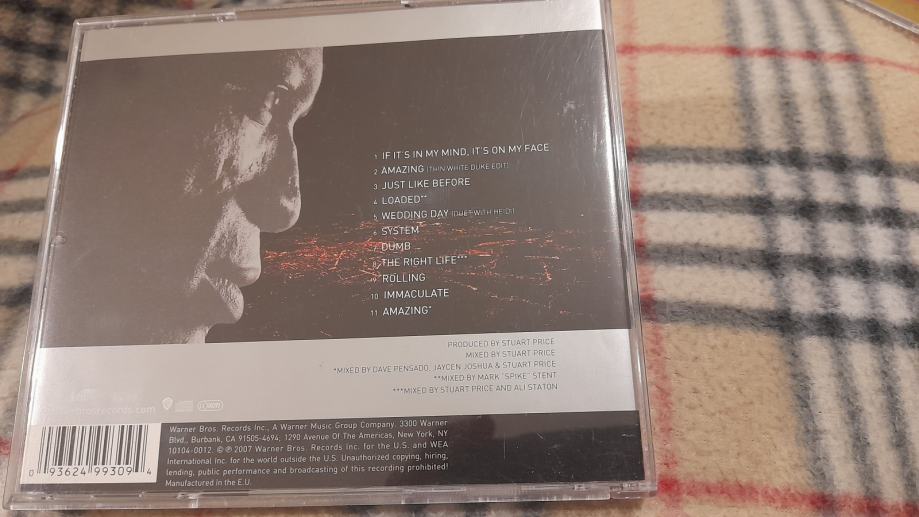 1 IF IT'S IN MY MIND, IT'S ON MY FACE
2 AMAZING (THIN WHITE DUKE EDIT)
3 JUST LIKE BEFORE
4 LOADED**
5 WEDDING DAY (DUET WITH HEIDI)
6 SYSTEM
7 DUMB
8 THE RIGHT LIFE***
9 ROLLING
10 IMMACULATE
11 AMAZING*
PRODUCED BY STUART PRICE
MIXED BY STUART PRICE
*MIXED BY DAVE PENSADO, JAYCEN JOSHUA & STUART PRICE
**MIXED BY MARK "SPIKE" STENT
***MIXED BY STUART PRICE AND ALI STATON
Warner Bros. Records Inc., A Warner Music Group Company. 3300 Warner
Blvd., Burbank, CA 91505-4694, 1290 Avenue Of The Americas, New York, NY
10104-0012. © ℗ 2007 Warner Bros. Records Inc. for the U.S. and WEA
International Inc. for the world outside the U.S. Unauthorized copying, hiring,
lending, public performance and broadcasting of this recording prohibited!
Manufactured in the E.U.
0 93624 99309 4